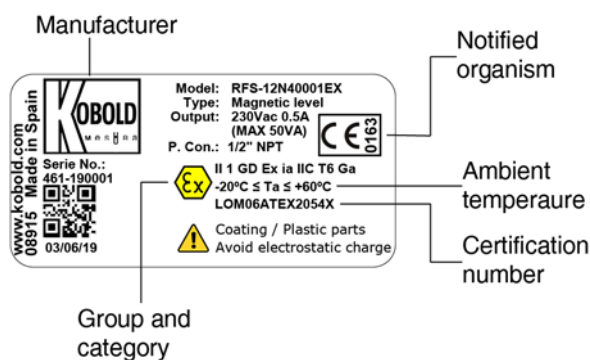 Manufacturer
Notified
organism
www.kobold.com
08915 Made in Spain
KOBOLD
Mesura
Serie No.:
461-190001
03/06/19
Model: RFS-12N40001EX
Type: Magnetic level
Output: 230Vac 0.5A
(MAX 50VA)
P. Con.: 1/2" NPT
CE 0163
Ex
II 1 GD Ex ia IIC T6 Ga
-20ºC ≤ Ta ≤ +60ºC
LOM06ATEX2054X
Coating / Plastic parts
Avoid electrostatic charge
Ambient
temperaure
Certification
number
Group and
category